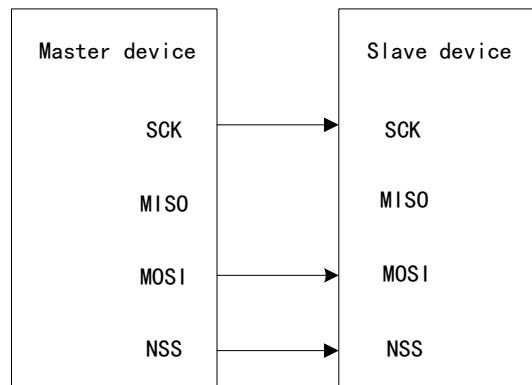 Master device Slave device
SCK SCK
MISO MISO
MOSI MOSI
NSS NSS